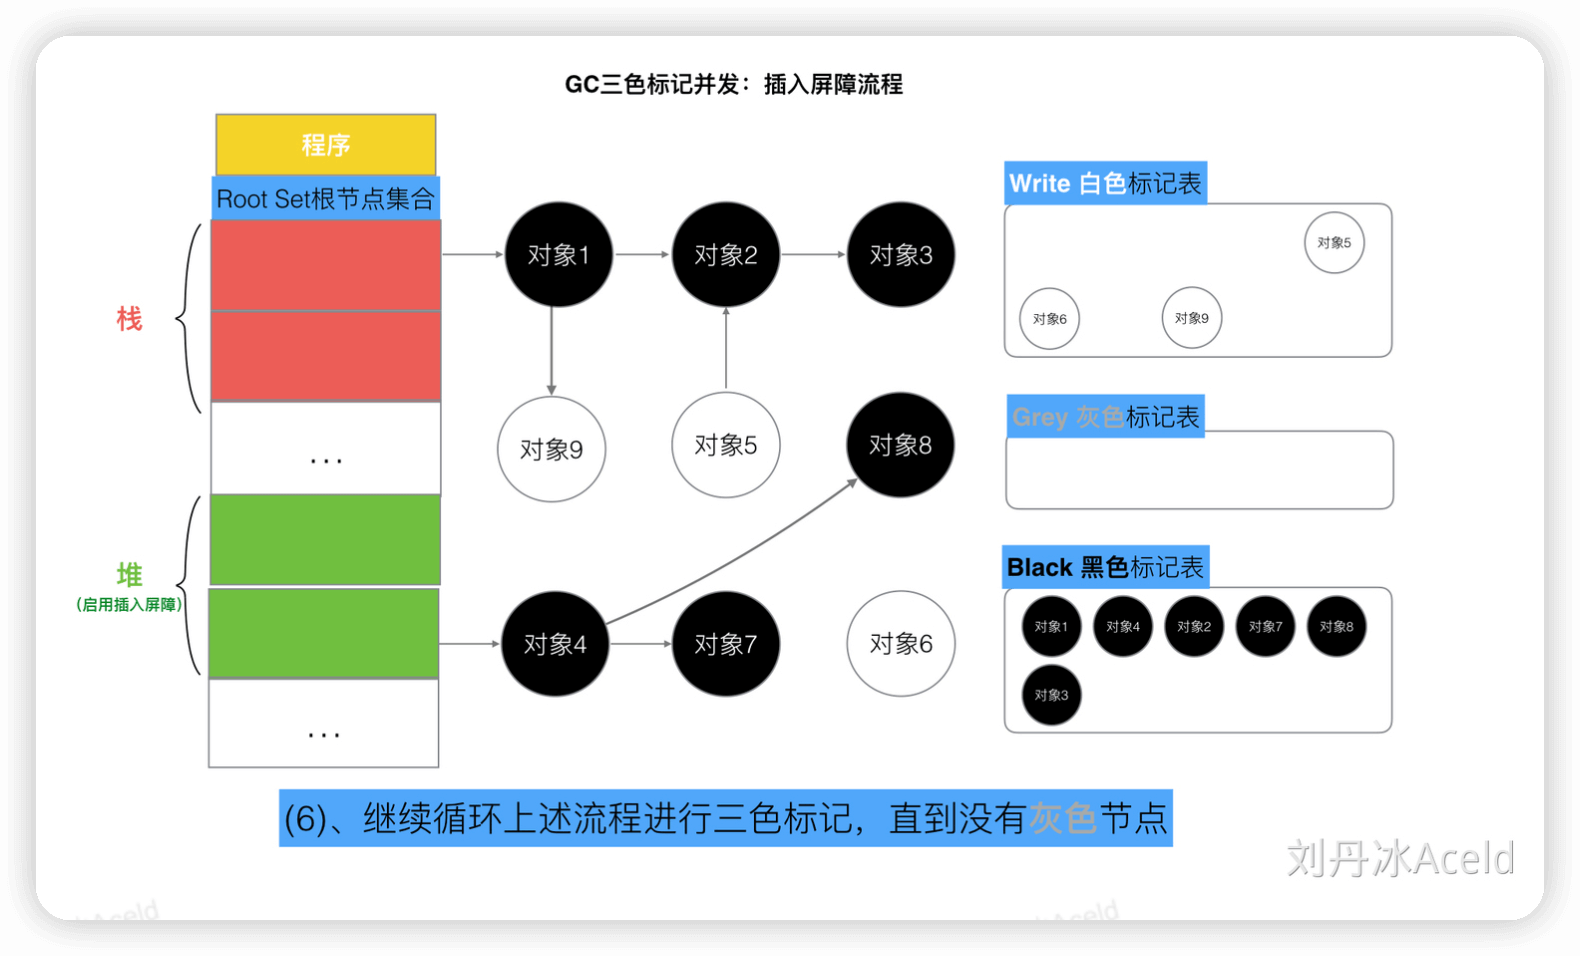 GC三色标记并发：插入屏障流程
程序
Root Set根节点集合
栈
...
堆
（启用插入屏障）
...
对象1
对象2
对象3
对象9
对象5
对象8
对象4
对象7
对象6
Write 白色标记表
对象5
对象6
对象9
Grey 灰色标记表
Black 黑色标记表
对象1
对象4
对象2
对象7
对象8
对象3
(6)、继续循环上述流程进行三色标记，直到没有灰色节点
刘丹冰Aceld
Aceld
Aceld